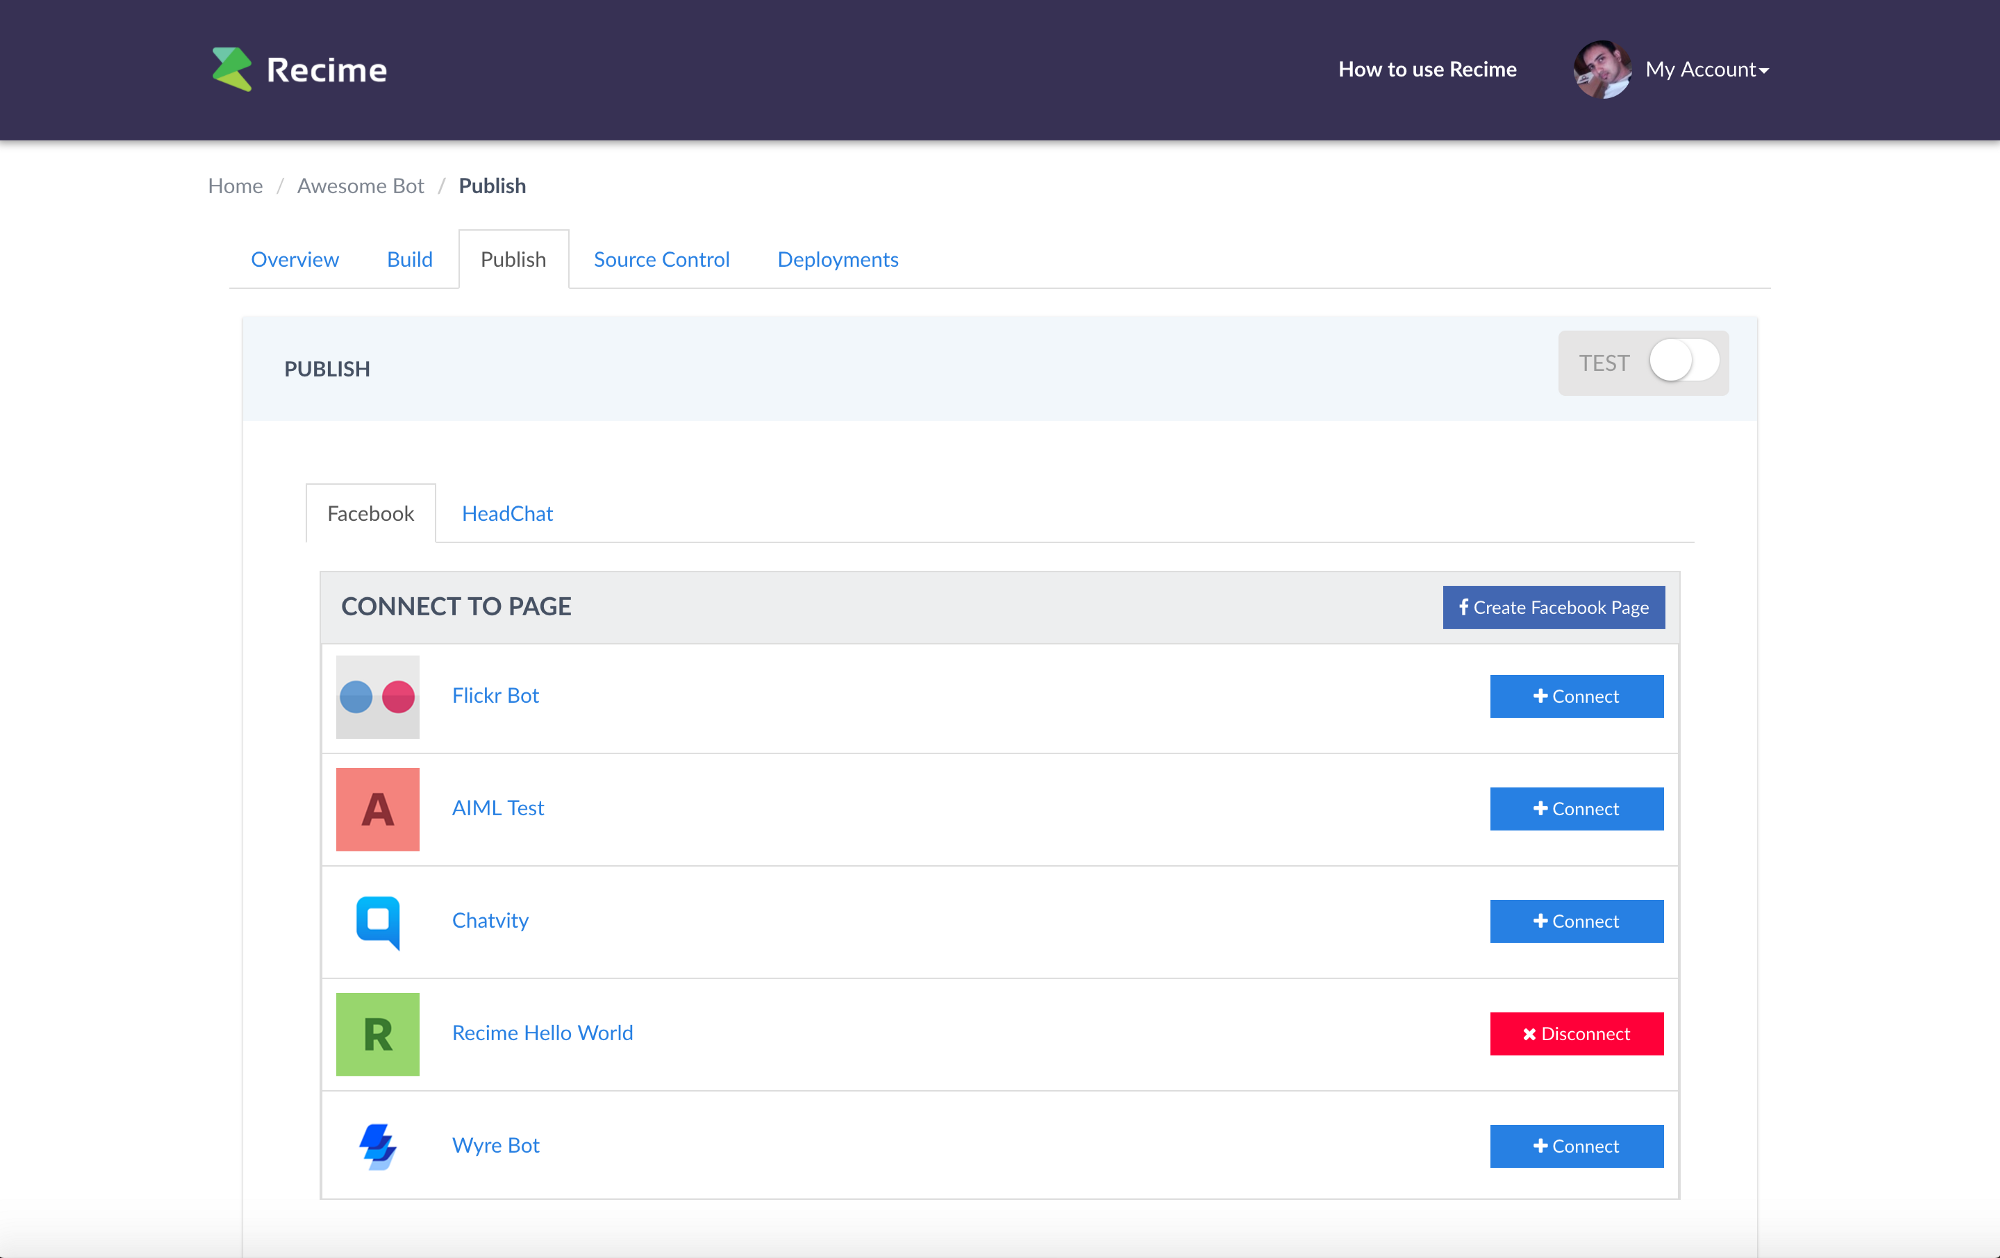 Recime
How to use Recime
My Account
Home / Awesome Bot / Publish
Overview
Build
Publish
Source Control
Deployments
PUBLISH
TEST
Facebook
HeadChat
CONNECT TO PAGE
Create Facebook Page
Flickr Bot
Connect
A
AIML Test
Connect
Chatvity
Connect
R
Recime Hello World
Disconnect
Wyre Bot
Connect